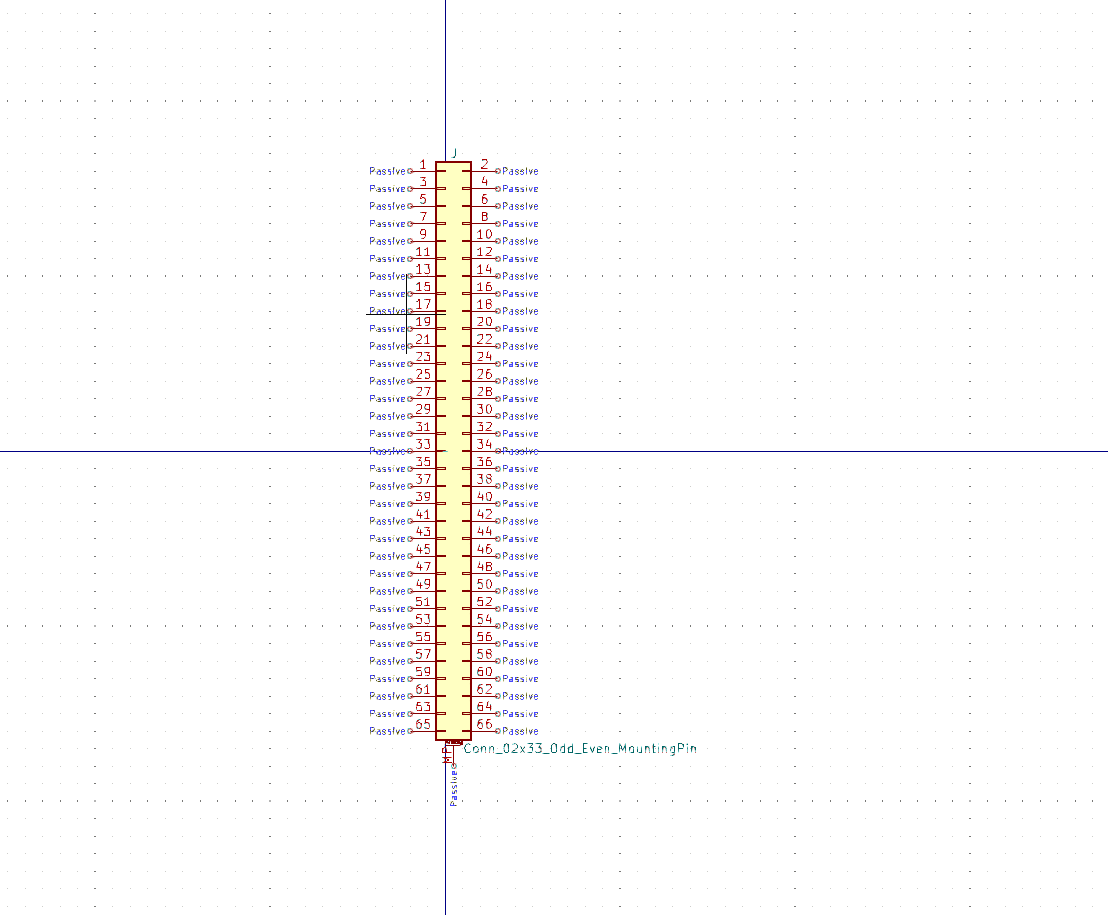 J
Passive 1 2 Passive
Passive 3 4 Passive
Passive 5 6 Passive
Passive 7 8 Passive
Passive 9 10 Passive
Passive 11 12 Passive
Passive 13 14 Passive
Passive 15 16 Passive
Passive 17 18 Passive
Passive 19 20 Passive
Passive 21 22 Passive
Passive 23 24 Passive
Passive 25 26 Passive
Passive 27 28 Passive
Passive 29 30 Passive
Passive 31 32 Passive
Passive 33 34 Passive
Passive 35 36 Passive
Passive 37 38 Passive
Passive 39 40 Passive
Passive 41 42 Passive
Passive 43 44 Passive
Passive 45 46 Passive
Passive 47 48 Passive
Passive 49 50 Passive
Passive 51 52 Passive
Passive 53 54 Passive
Passive 55 56 Passive
Passive 57 58 Passive
Passive 59 60 Passive
Passive 61 62 Passive
Passive 63 64 Passive
Passive 65 66 Passive
Conn_02x33_Odd_Even_MountingPin
MP
Passive